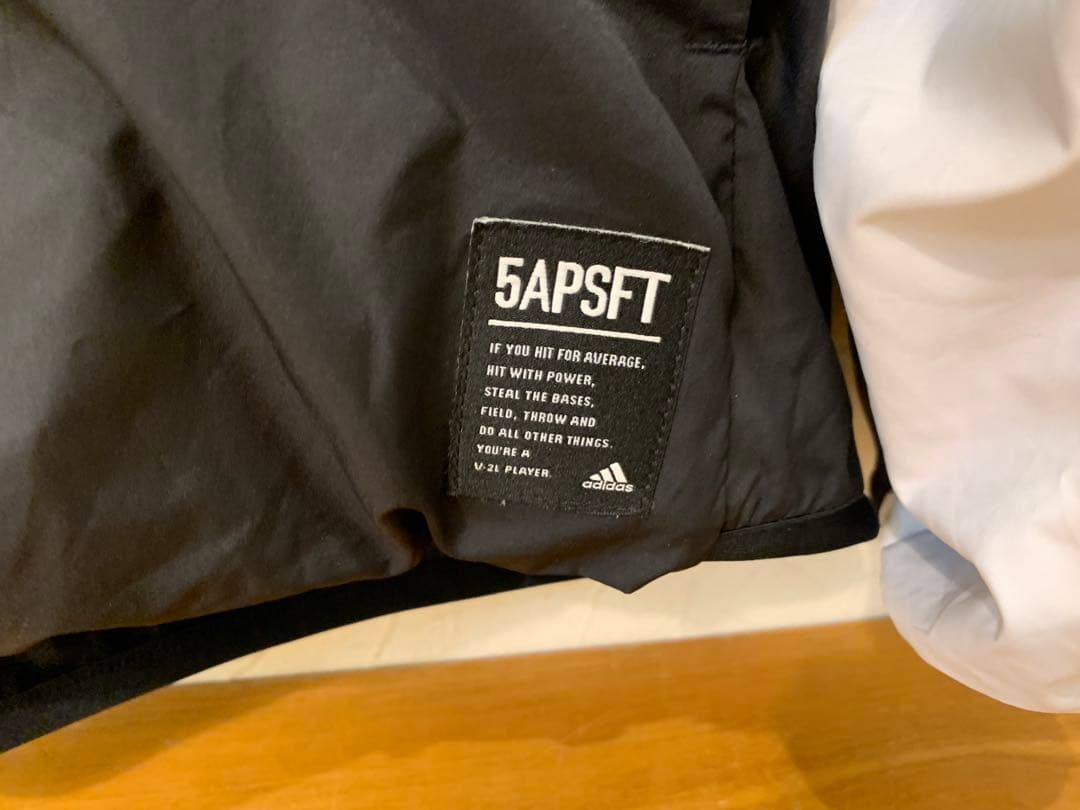 5APSFT
IF YOU HIT FOR AVERAGE,
HIT WITH POWER,
STEAL THE BASES,
FIELD, THROW AND
DO ALL OTHER THINGS.
YOU'RE A
V·2L PLAYER.
adidas